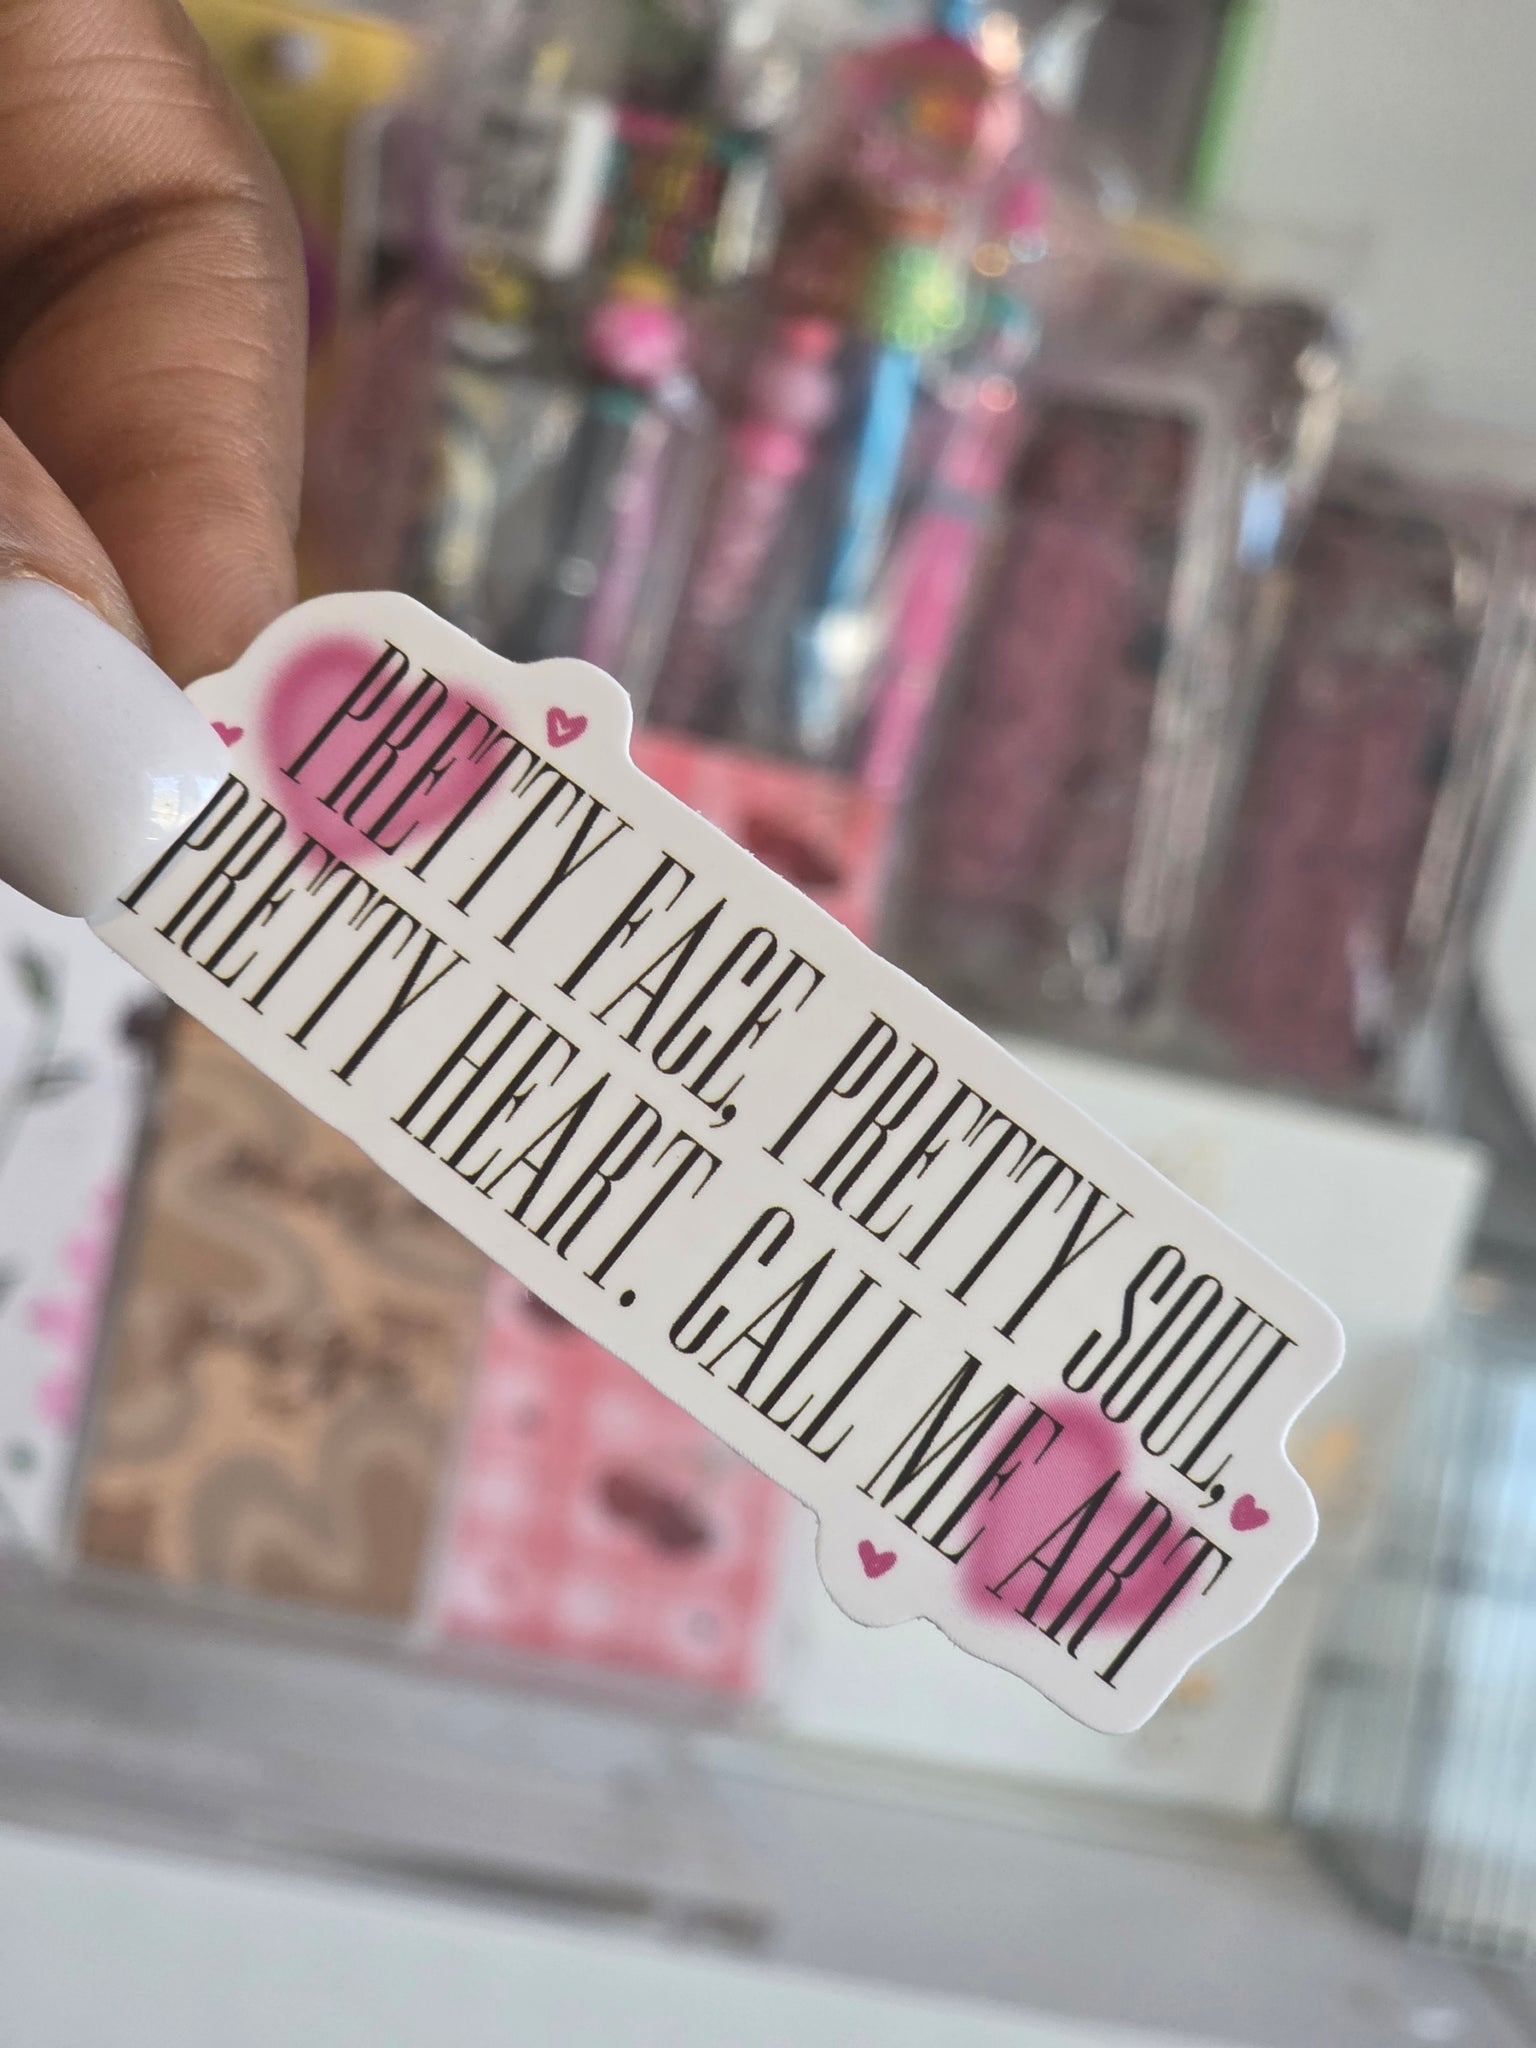 PRETTY FACE, PRETTY SOUL,
PRETTY HEART. CALL ME ART